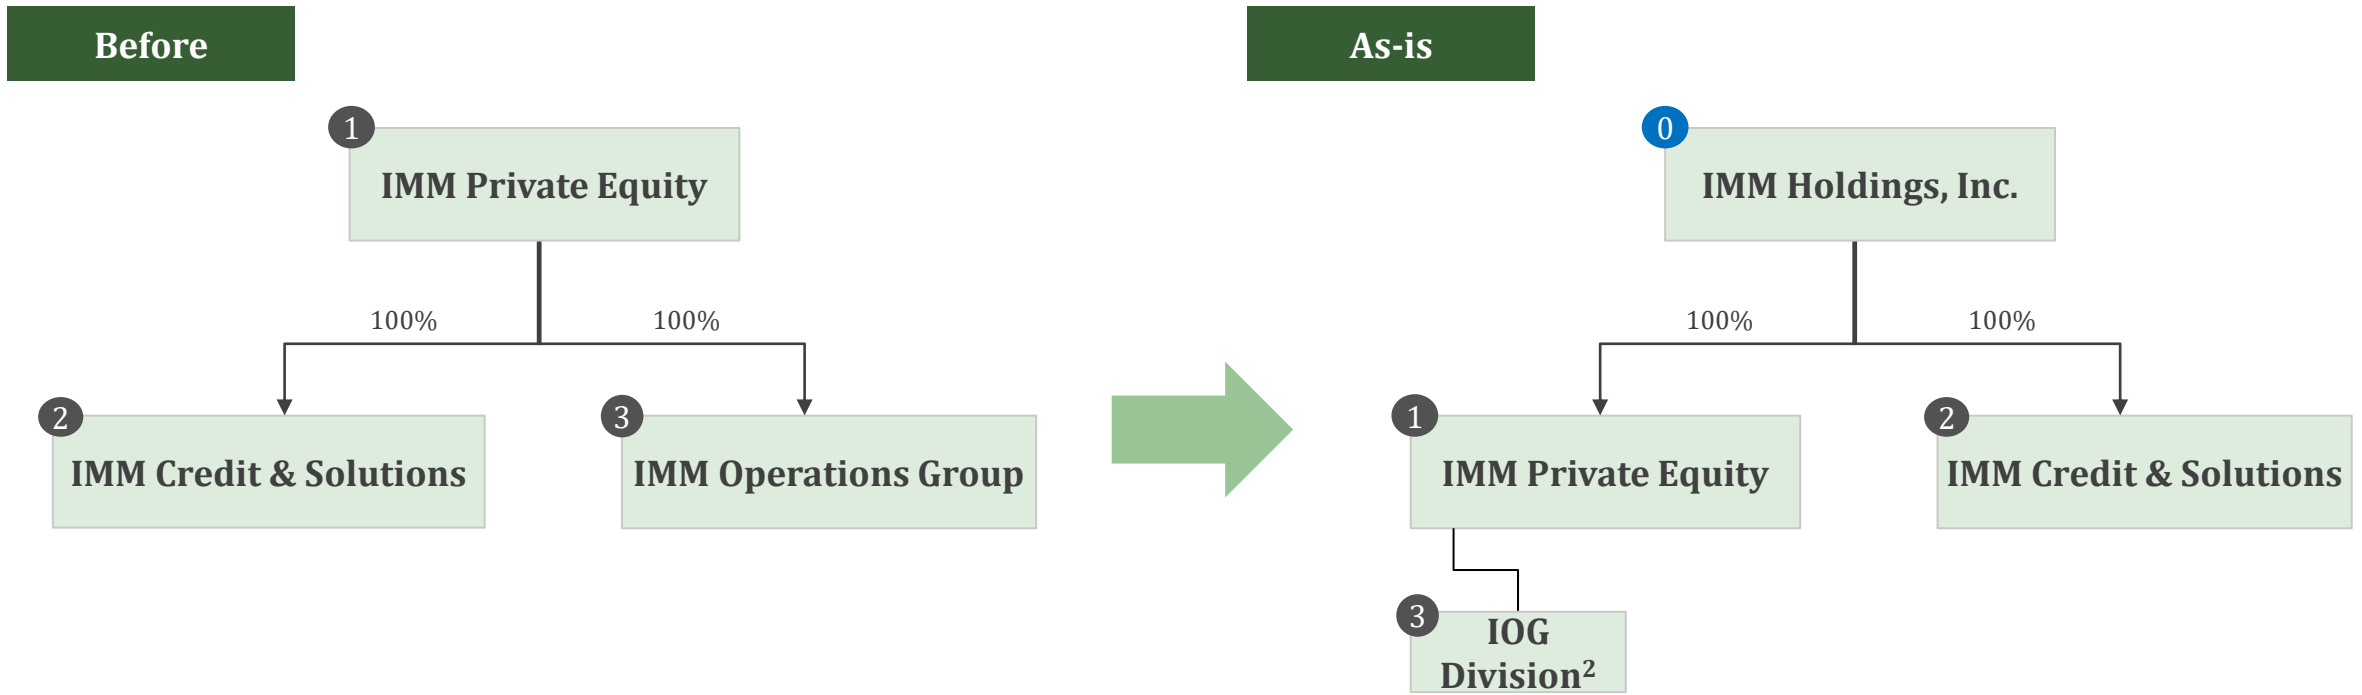 Before
1
IMM Private Equity
100%
100%
2
IMM Credit & Solutions
3
IMM Operations Group
As-is
0
IMM Holdings, Inc.
100%
100%
1
IMM Private Equity
2
IMM Credit & Solutions
3
IOG
Division²